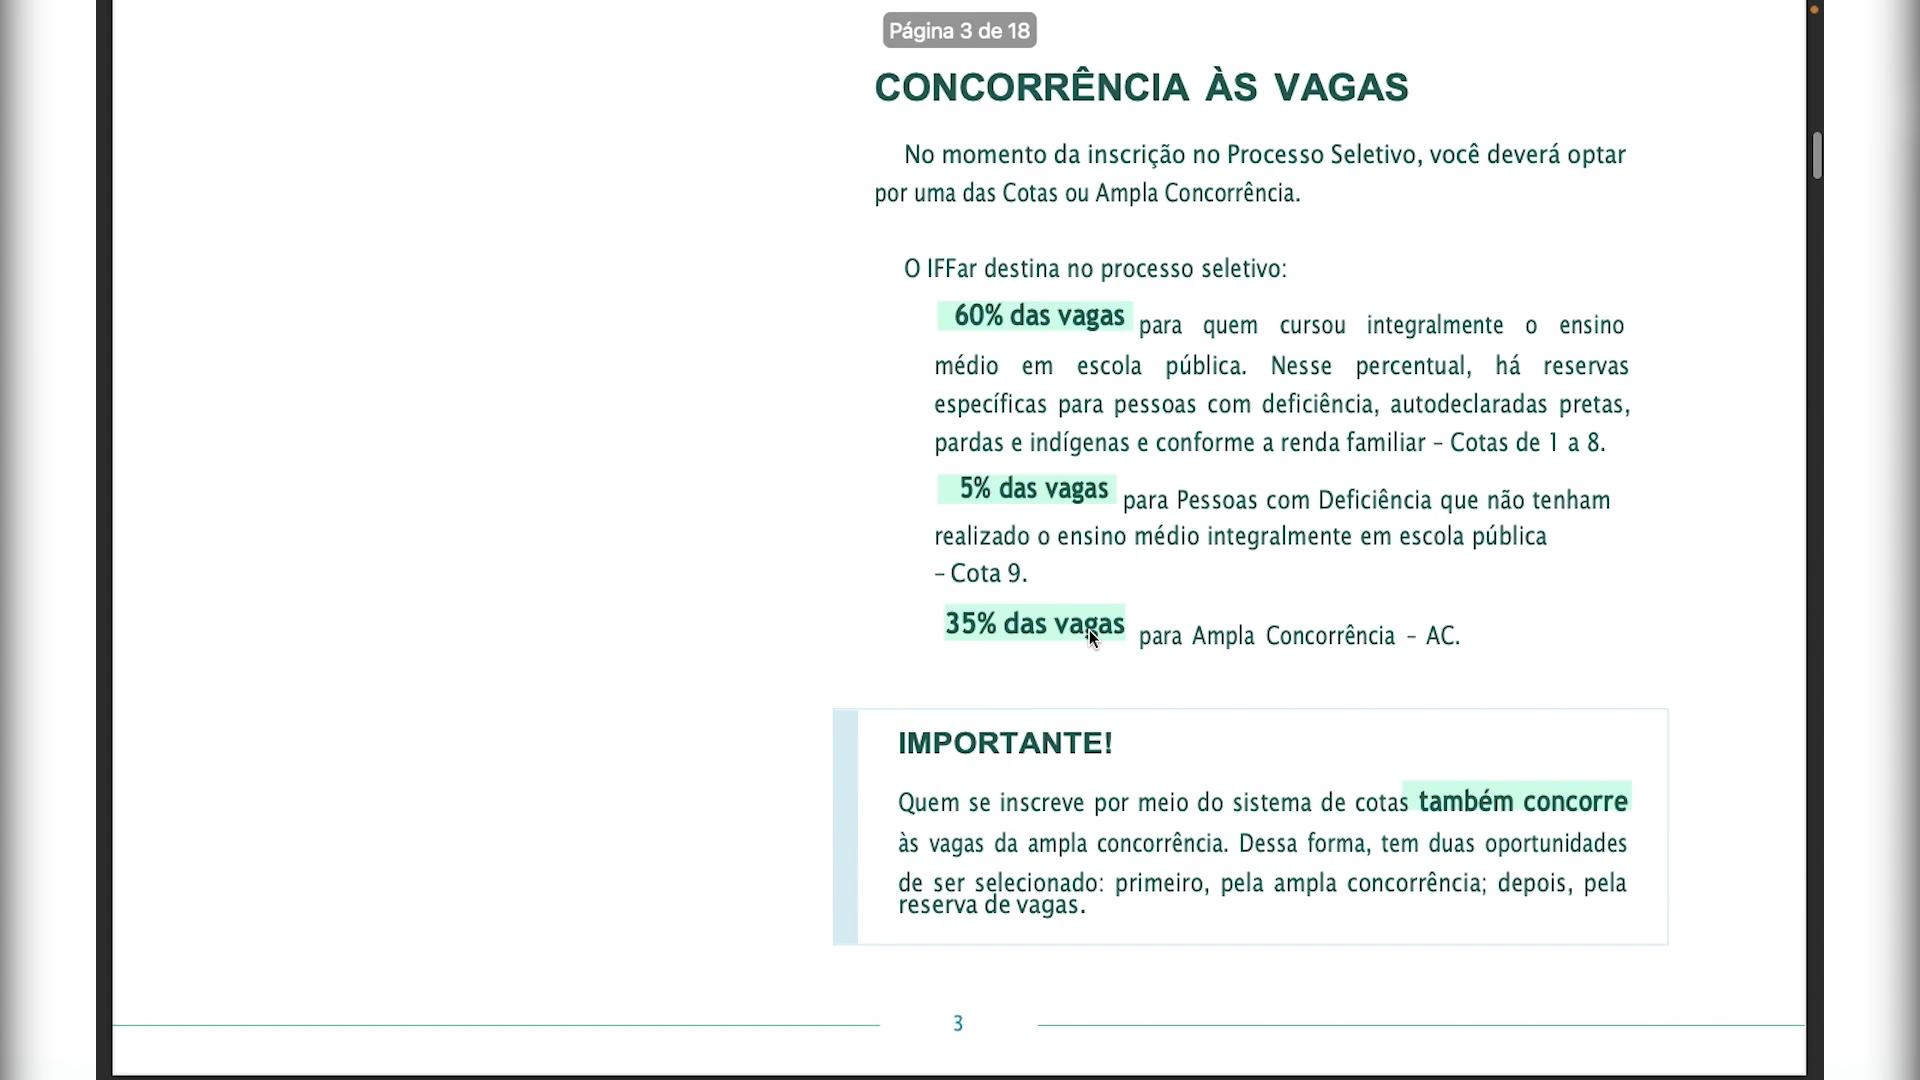 Página 3 de 18
CONCORRÊNCIA ÀS VAGAS
No momento da inscrição no Processo Seletivo, você deverá optar
por uma das Cotas ou Ampla Concorrência.
O IFFar destina no processo seletivo:
60% das vagas para quem cursou integralmente o ensino
médio em escola pública. Nesse percentual, há reservas
específicas para pessoas com deficiência, autodeclaradas pretas,
pardas e indígenas e conforme a renda familiar – Cotas de 1 a 8.
5% das vagas para Pessoas com Deficiência que não tenham
realizado o ensino médio integralmente em escola pública
– Cota 9.
35% das vagas para Ampla Concorrência – AC.
IMPORTANTE!
Quem se inscreve por meio do sistema de cotas também concorre
às vagas da ampla concorrência. Dessa forma, tem duas oportunidades
de ser selecionado: primeiro, pela ampla concorrência; depois, pela
reserva de vagas.
3